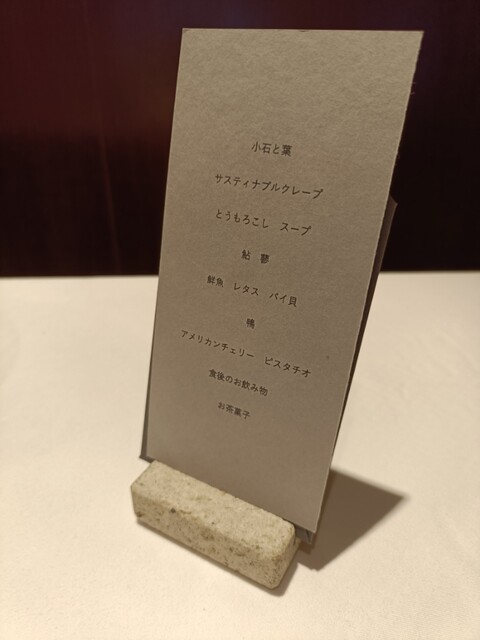 小石と葉
サスティナブルクレープ
とうもろこし　スープ
鮎　蓼
鮮魚　レタス　バイ貝
鴨
アメリカンチェリー　ピスタチオ
食後のお飲み物
お茶菓子